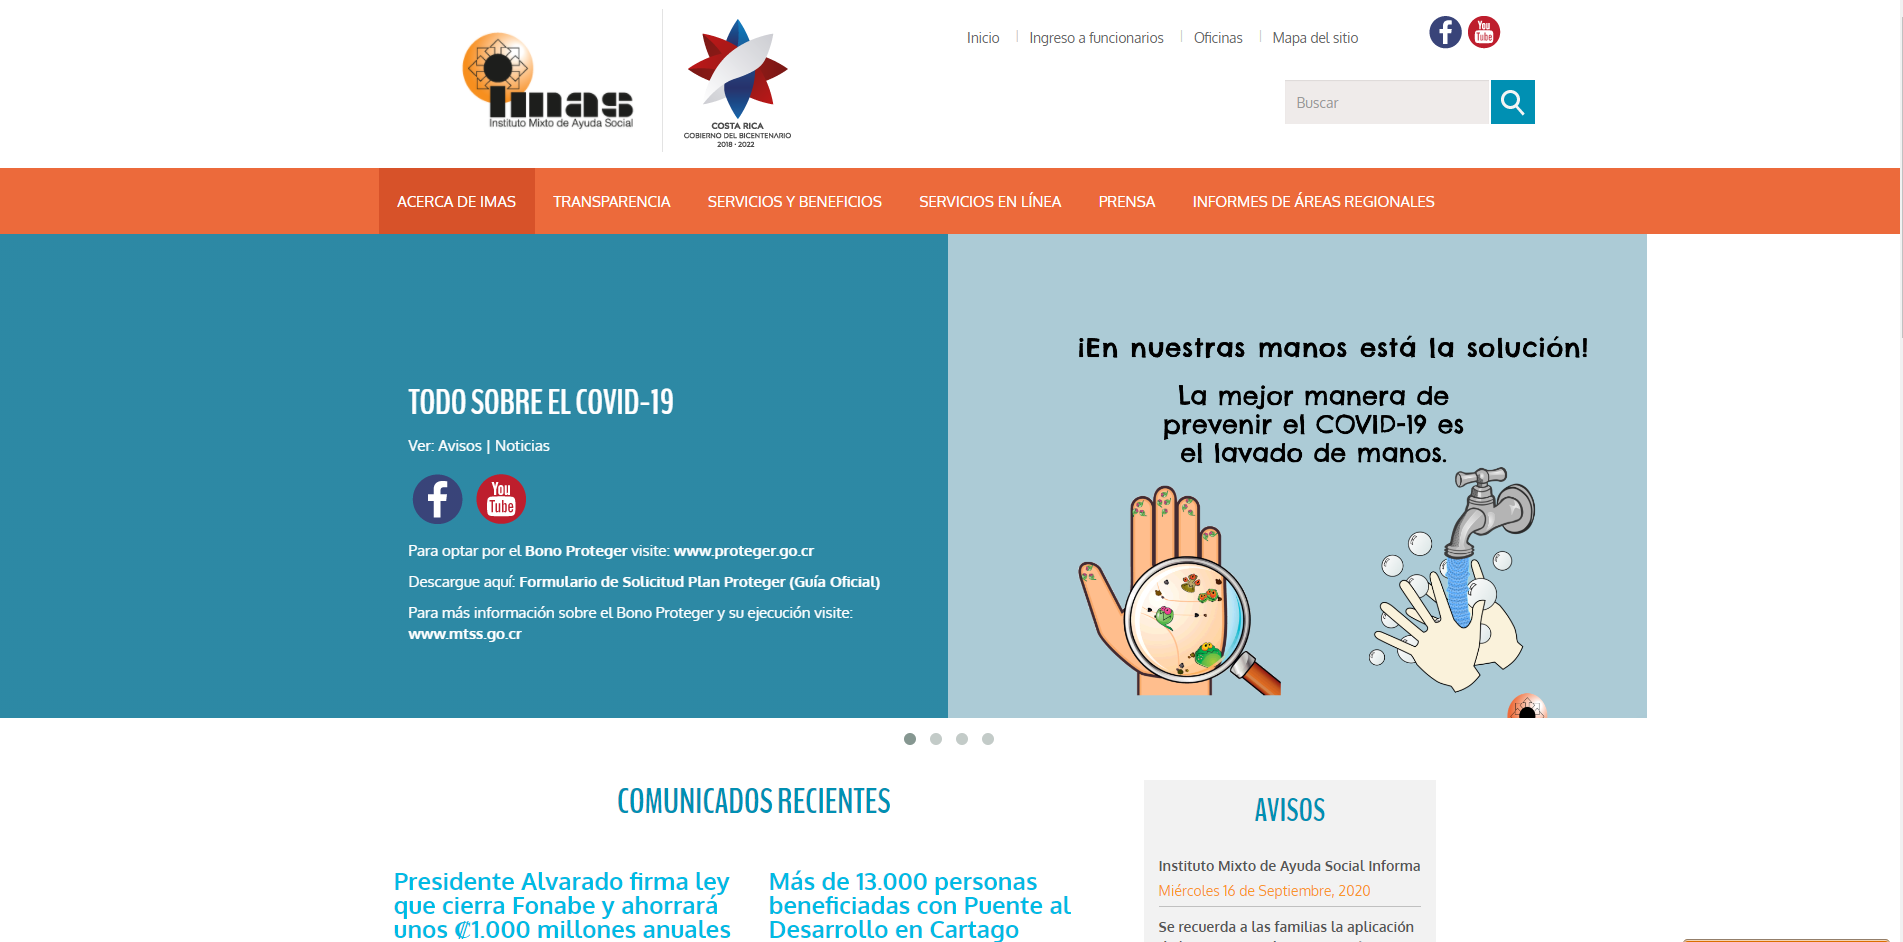 imas
Instituto Mixto de Ayuda Social
COSTA RICA
GOBIERNO DEL BICENTENARIO
2018 - 2022
Inicio
Ingreso a funcionarios
Oficinas
Mapa del sitio
You
Tube
Buscar
ACERCA DE IMAS
TRANSPARENCIA
SERVICIOS Y BENEFICIOS
SERVICIOS EN LÍNEA
PRENSA
INFORMES DE ÁREAS REGIONALES
TODO SOBRE EL COVID-19
Ver: Avisos | Noticias
You
Tube
Para optar por el Bono Proteger visite: www.proteger.go.cr
Descargue aquí: Formulario de Solicitud Plan Proteger (Guía Oficial)
Para más información sobre el Bono Proteger y su ejecución visite:
www.mtss.go.cr
¡En nuestras manos está la solución!
La mejor manera de
prevenir el COVID-19 es
el lavado de manos.
COMUNICADOS RECIENTES
Presidente Alvarado firma ley
que cierra Fonabe y ahorrará
unos ₡1.000 millones anuales
Más de 13.000 personas
beneficiadas con Puente al
Desarrollo en Cartago
AVISOS
Instituto Mixto de Ayuda Social Informa
Miércoles 16 de Septiembre, 2020
Se recuerda a las familias la aplicación